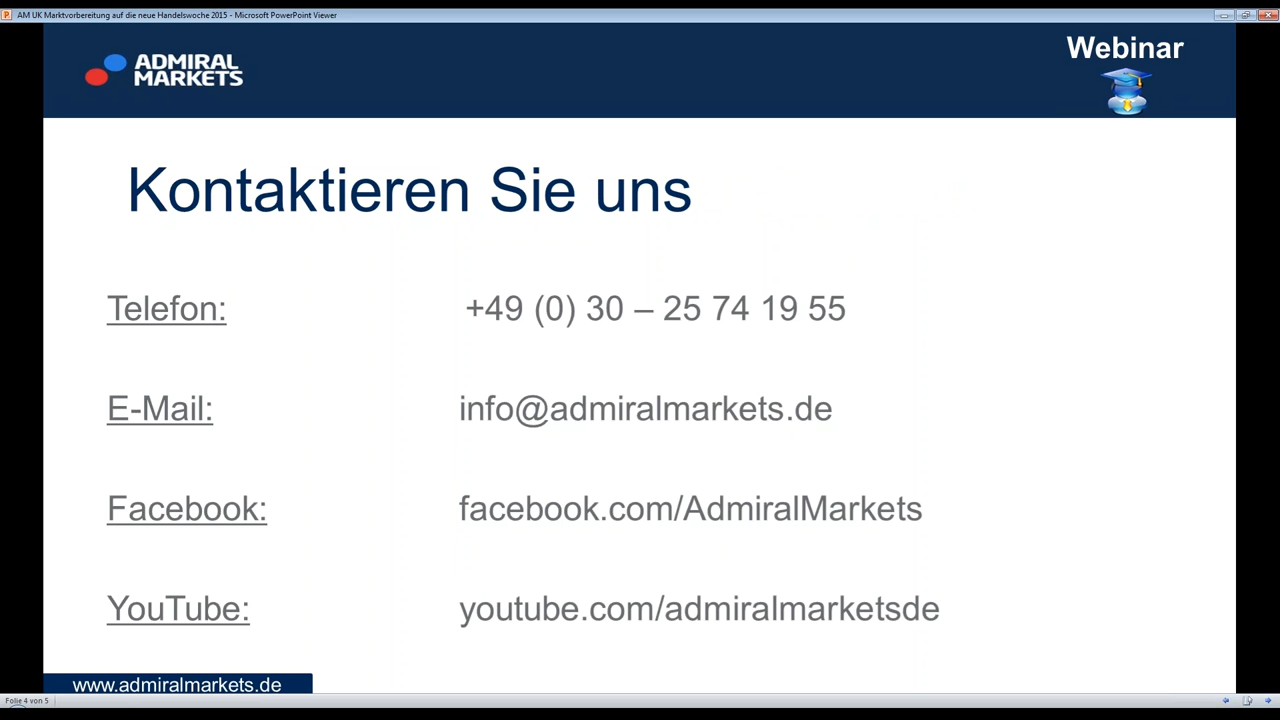 AM UK Marktvorbereitung auf die neue Handelswoche 2015 - Microsoft PowerPoint Viewer
ADMIRAL
MARKETS
Webinar
Kontaktieren Sie uns
Telefon: +49 (0) 30 – 25 74 19 55
E-Mail: info@admiralmarkets.de
Facebook: facebook.com/AdmiralMarkets
YouTube: youtube.com/admiralmarketsde
www.admiralmarkets.de
Folie 4 von 5